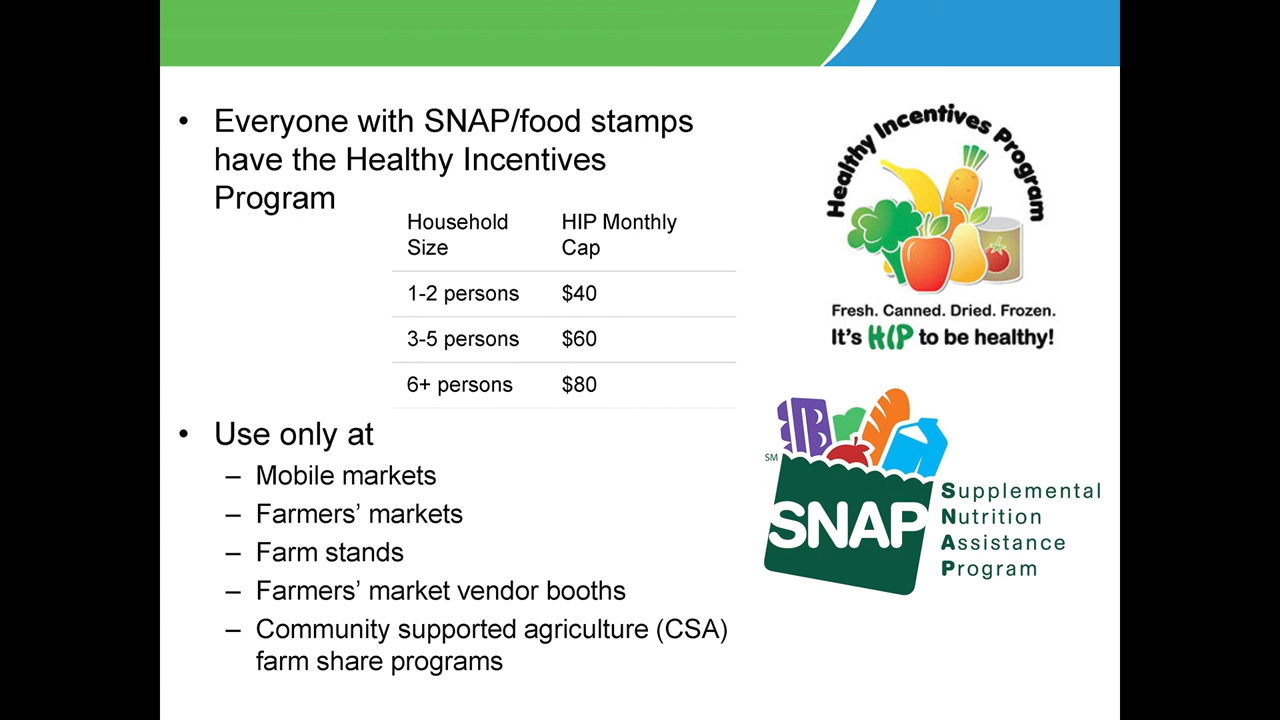 • Everyone with SNAP/food stamps
have the Healthy Incentives
Program
Household Size HIP Monthly Cap
1-2 persons $40
3-5 persons $60
6+ persons $80
• Use only at
– Mobile markets
– Farmers’ markets
– Farm stands
– Farmers’ market vendor booths
– Community supported agriculture (CSA)
farm share programs
Healthy Incentives Program
Fresh. Canned. Dried. Frozen.
It's HIP to be healthy!
SM
SNAP
Supplemental
Nutrition
Assistance
Program